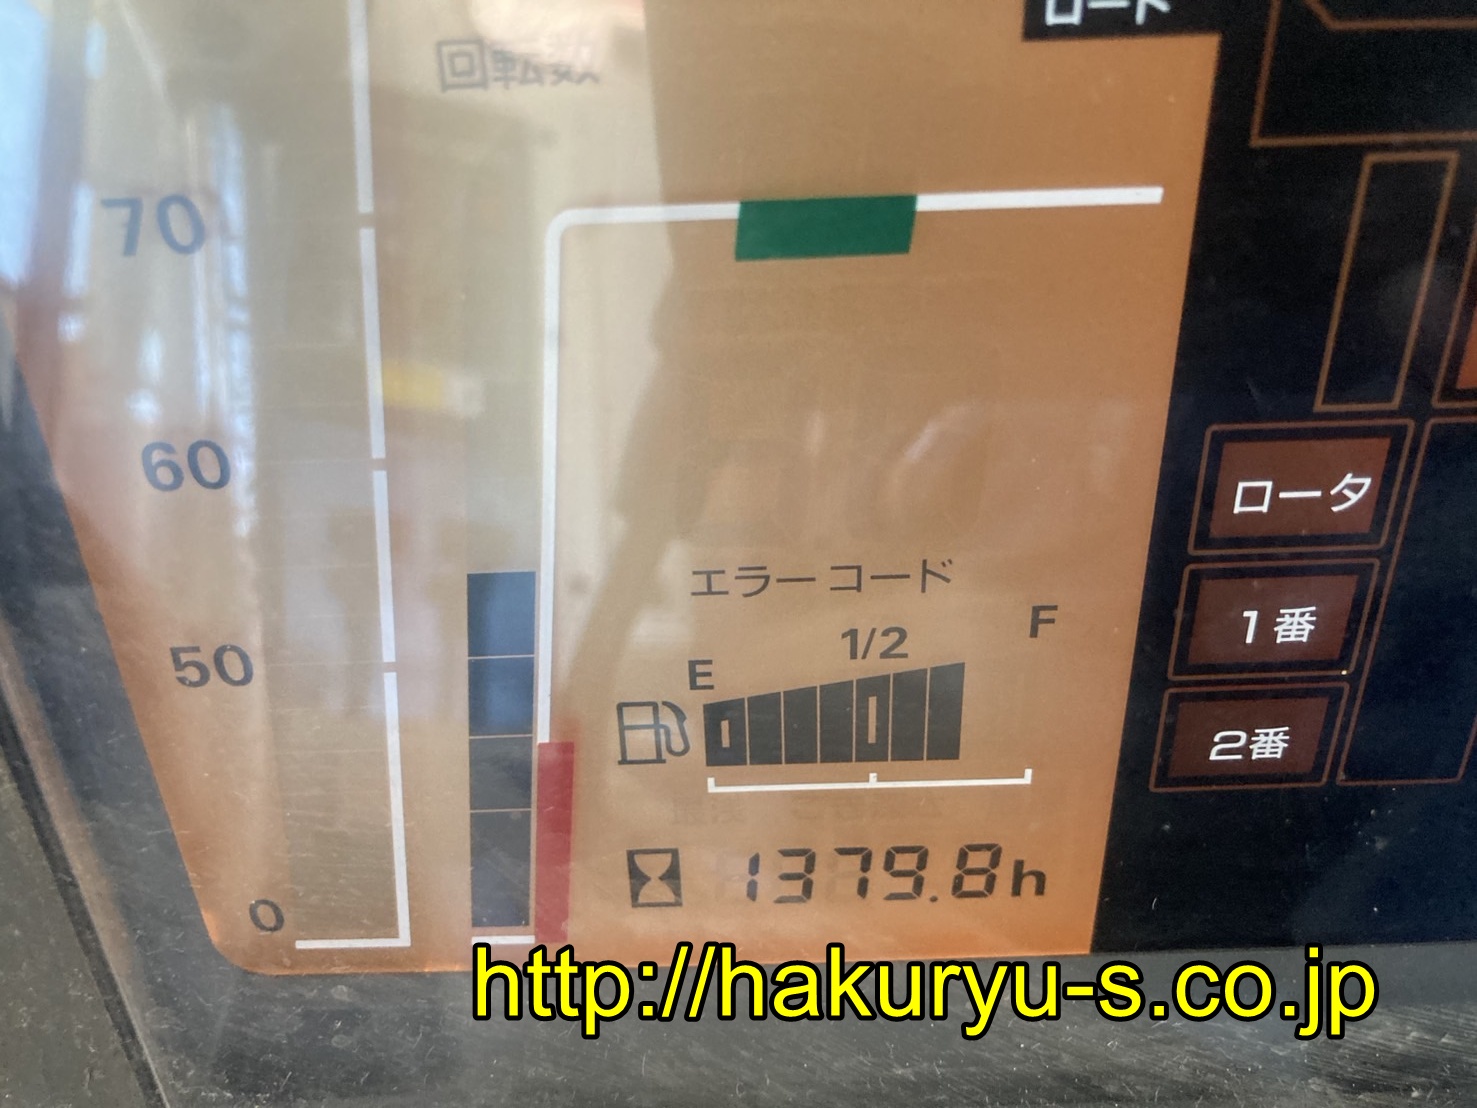 ロード
回転数
70
60
50
0
エラーコード
E
1/2
F
1379.8h
ロータ
1番
2番
http://hakuryu-s.co.jp